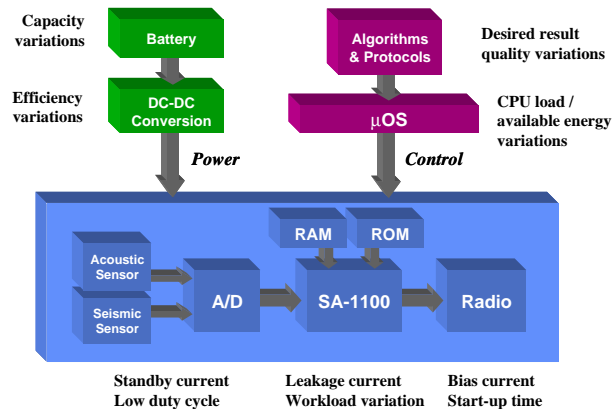 Capacity
variations
Battery
Algorithms
& Protocols
Desired result
quality variations
Efficiency
variations
DC-DC
Conversion
μOS
CPU load /
available energy
variations
Power
Control
RAM
ROM
Acoustic
Sensor
Seismic
Sensor
A/D
SA-1100
Radio
Standby current
Low duty cycle
Leakage current
Workload variation
Bias current
Start-up time